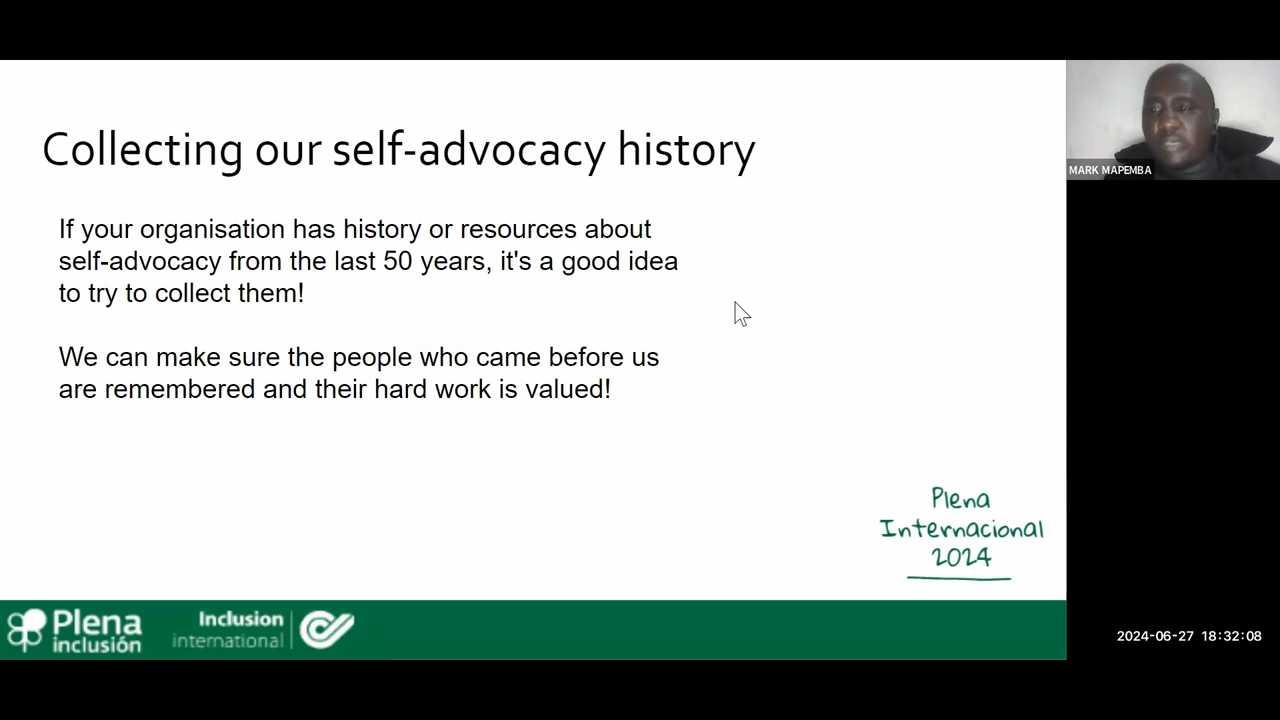 Collecting our self-advocacy history
If your organisation has history or resources about
self-advocacy from the last 50 years, it's a good idea
to try to collect them!
We can make sure the people who came before us
are remembered and their hard work is valued!
Plena
Internacional
2024
Plena
inclusión
Inclusion
international
MARK MAPEMBA
2024-06-27 18:32:08